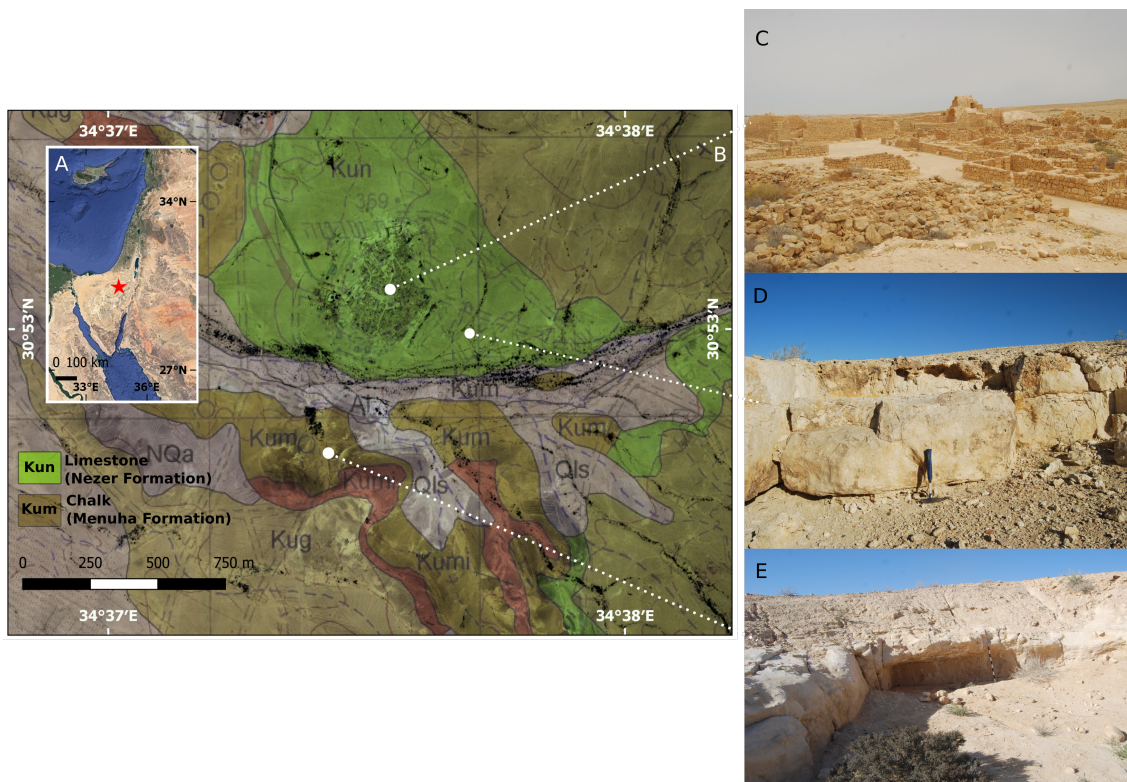 Kug
34°37′E
34°38′E
C
A
34°N
B
Kun
359
30°53′N
30°53′N
0 100 km
27°N
33°E
36°E
Kum
A
Kum
Kum
Kum
NQa
Qls
Qls
Kun Limestone
(Nezer Formation)
Kum Chalk
(Menuha Formation)
Kug
Kumi
0 250 500 750 m
34°37′E
34°38′E
D
E